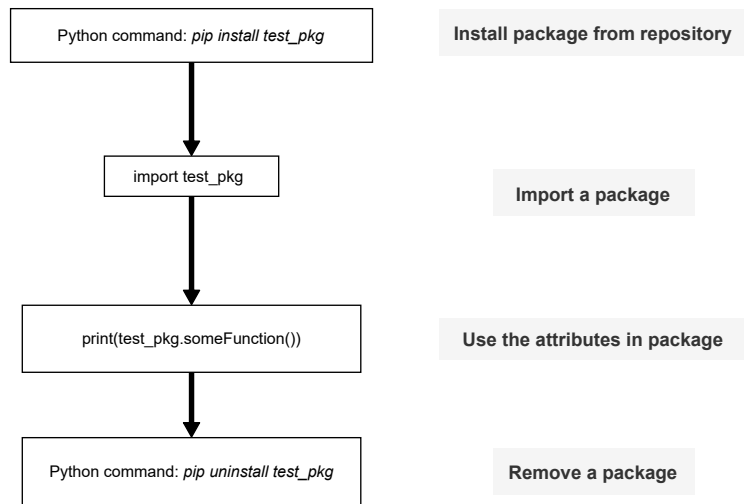 Python command: pip install test_pkg
Install package from repository
import test_pkg
Import a package
print(test_pkg.someFunction())
Use the attributes in package
Python command: pip uninstall test_pkg
Remove a package